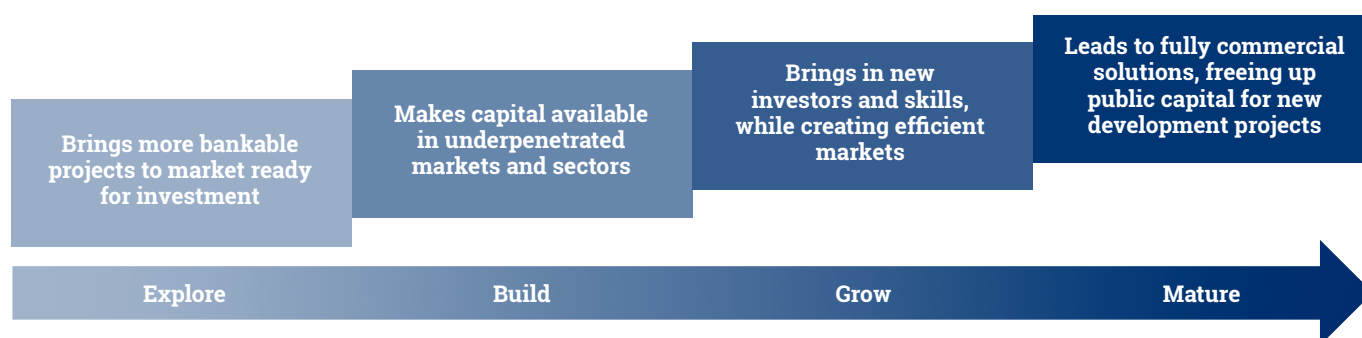 Brings more bankable
projects to market ready
for investment
Makes capital available
in underpenetrated
markets and sectors
Brings in new
investors and skills,
while creating efficient
markets
Leads to fully commercial
solutions, freeing up
public capital for new
development projects
Explore
Build
Grow
Mature